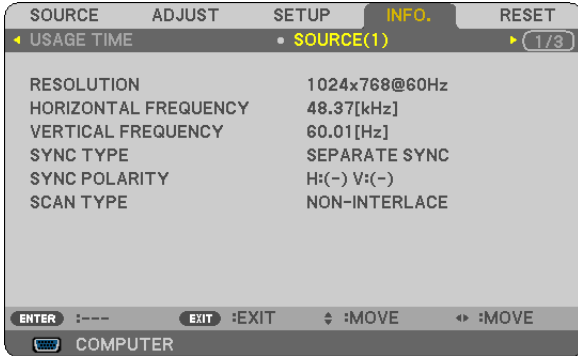 SOURCE ADJUST SETUP INFO. RESET
USAGE TIME SOURCE(1) 1/3
RESOLUTION 1024x768@60Hz
HORIZONTAL FREQUENCY 48.37[kHz]
VERTICAL FREQUENCY 60.01[Hz]
SYNC TYPE SEPARATE SYNC
SYNC POLARITY H:(-) V:(-)
SCAN TYPE NON-INTERLACE
ENTER :--- EXIT :EXIT :MOVE :MOVE
COMPUTER